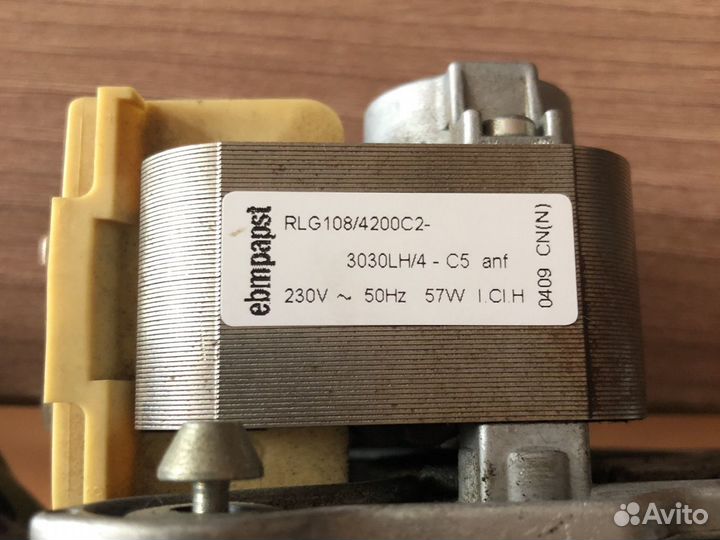 ebmpapst
RLG108/4200C2-
3030LH/4 - C5 anf
230V ~ 50Hz 57W I.Cl.H
0409 CN(N)
Avito